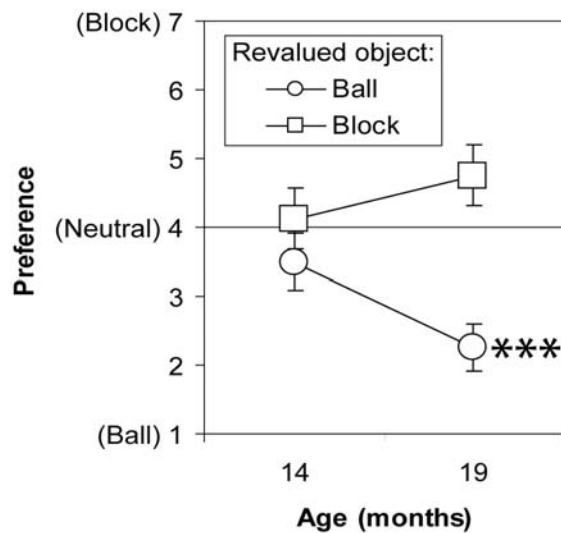 (Block) 7
Revalued object:
Ball
Block
6
5
(Neutral) 4
3
2
(Ball) 1
***
Preference
14 19
Age (months)